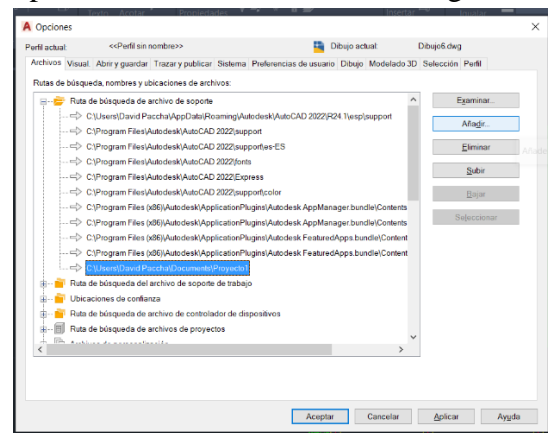 Opciones
Perfil actual: <<Perfil sin nombre>> Dibujo actual: Dibujo6.dwg
Archivos Visual Abrir y guardar Trazar y publicar Sistema Preferencias de usuario Dibujo Modelado 3D Selección Perfil
Rutas de búsqueda, nombres y ubicaciones de archivos:
Ruta de búsqueda de archivo de soporte
C:\Users\David Paccha\AppData\Roaming\Autodesk\AutoCAD 2022\R24.1\esp\support
C:\Program Files\Autodesk\AutoCAD 2022\support
C:\Program Files\Autodesk\AutoCAD 2022\support\es-ES
C:\Program Files\Autodesk\AutoCAD 2022\fonts
C:\Program Files\Autodesk\AutoCAD 2022\Express
C:\Program Files\Autodesk\AutoCAD 2022\support\color
C:\Program Files (x86)\Autodesk\ApplicationPlugins\Autodesk AppManager.bundle\Contents
C:\Program Files (x86)\Autodesk\ApplicationPlugins\Autodesk AppManager.bundle\Contents
C:\Program Files (x86)\Autodesk\ApplicationPlugins\Autodesk FeaturedApps.bundle\Content
C:\Program Files (x86)\Autodesk\ApplicationPlugins\Autodesk FeaturedApps.bundle\Content
C:\Users\David Paccha\Documents\Proyecto1
Ruta de búsqueda del archivo de soporte de trabajo
Ubicaciones de confianza
Ruta de búsqueda de archivo de controlador de dispositivos
Ruta de búsqueda de archivos de proyectos
Examinar...
Añadir...
Eliminar
Subir
Bajar
Seleccionar
Aceptar Cancelar Aplicar Ayuda